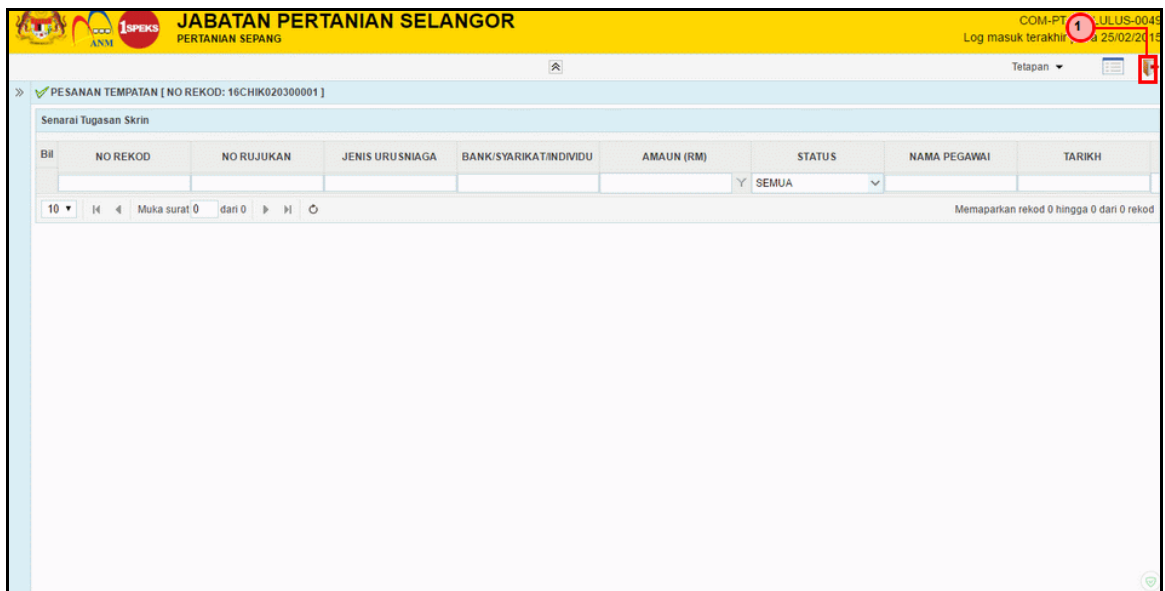 JABATAN PERTANIAN SELANGOR
PERTANIAN SEPANG
ANM
1SPEKS
COM-PT LULUS-0049
Log masuk terakhir a 25/02/2015
1
Tetapan
PESANAN TEMPATAN [ NO REKOD: 16CHIK020300001 ]
Senarai Tugasan Skrin
Bil NO REKOD NO RUJUKAN JENIS URUSNIAGA BANK/SYARIKAT/INDIVIDU AMAUN (RM) STATUS NAMA PEGAWAI TARIKH
SEMUA
10 Muka surat 0 dari 0 Memaparkan rekod 0 hingga 0 dari 0 rekod